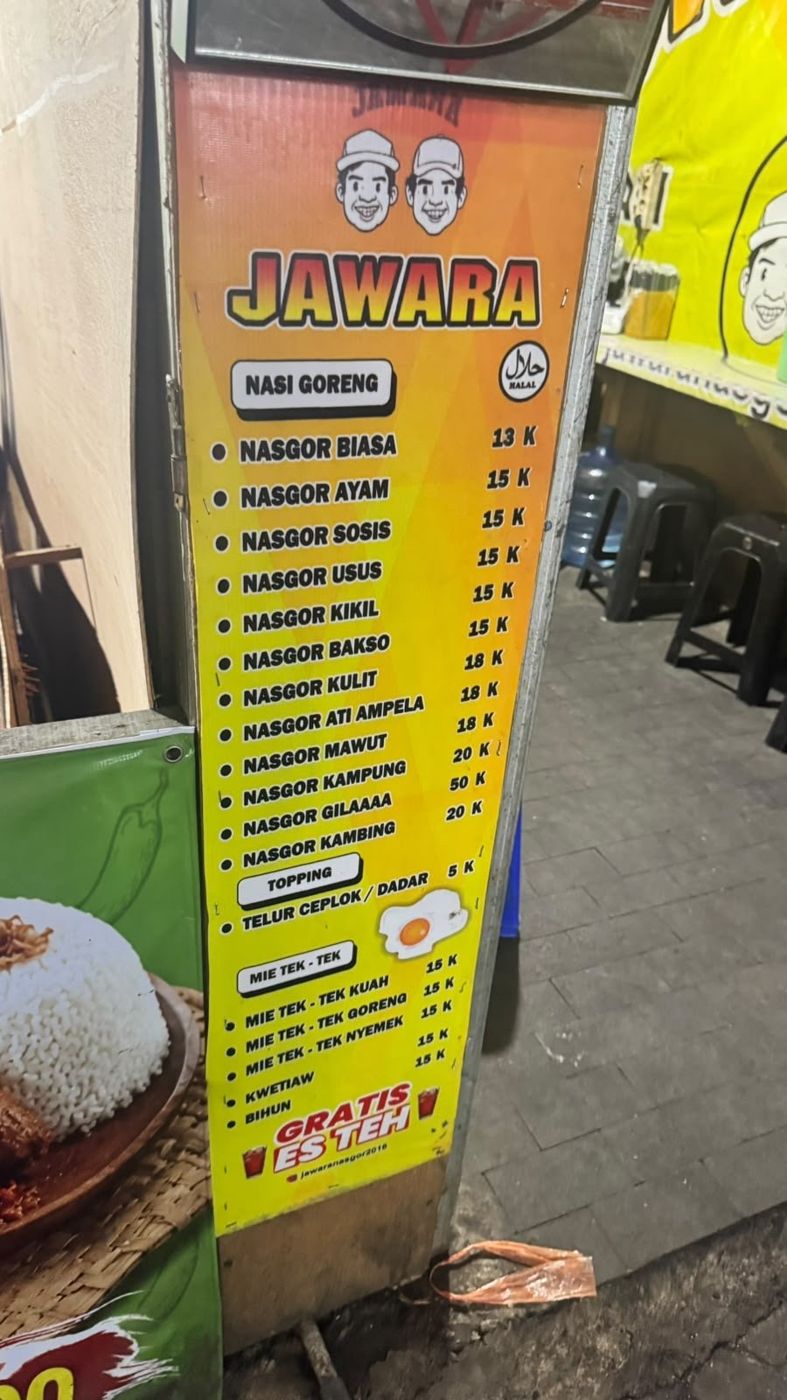 JAWARA
NASI GORENG
حلال
HALAL
• NASGOR BIASA 13 K
• NASGOR AYAM 15 K
• NASGOR SOSIS 15 K
• NASGOR USUS 15 K
• NASGOR KIKIL 15 K
• NASGOR BAKSO 15 K
• NASGOR KULIT 18 K
• NASGOR ATI AMPELA 18 K
• NASGOR MAWUT 18 K
• NASGOR KAMPUNG 20 K
• NASGOR GILAAAA 50 K
• NASGOR KAMBING 20 K
TOPPING
• TELUR CEPLOK / DADAR 5 K
MIE TEK - TEK
• MIE TEK - TEK KUAH 15 K
• MIE TEK - TEK GORENG 15 K
• MIE TEK - TEK NYEMEK 15 K
• KWETIAW 15 K
• BIHUN 15 K
GRATIS
ES TEH
jawaranasgor2016